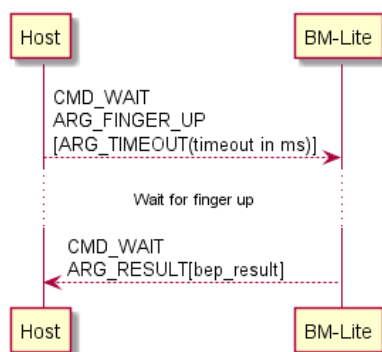 Host BM-Lite
CMD_WAIT
ARG_FINGER_UP
[ARG_TIMEOUT(timeout in ms)]
Wait for finger up
CMD_WAIT
ARG_RESULT[bep_result]
Host BM-Lite